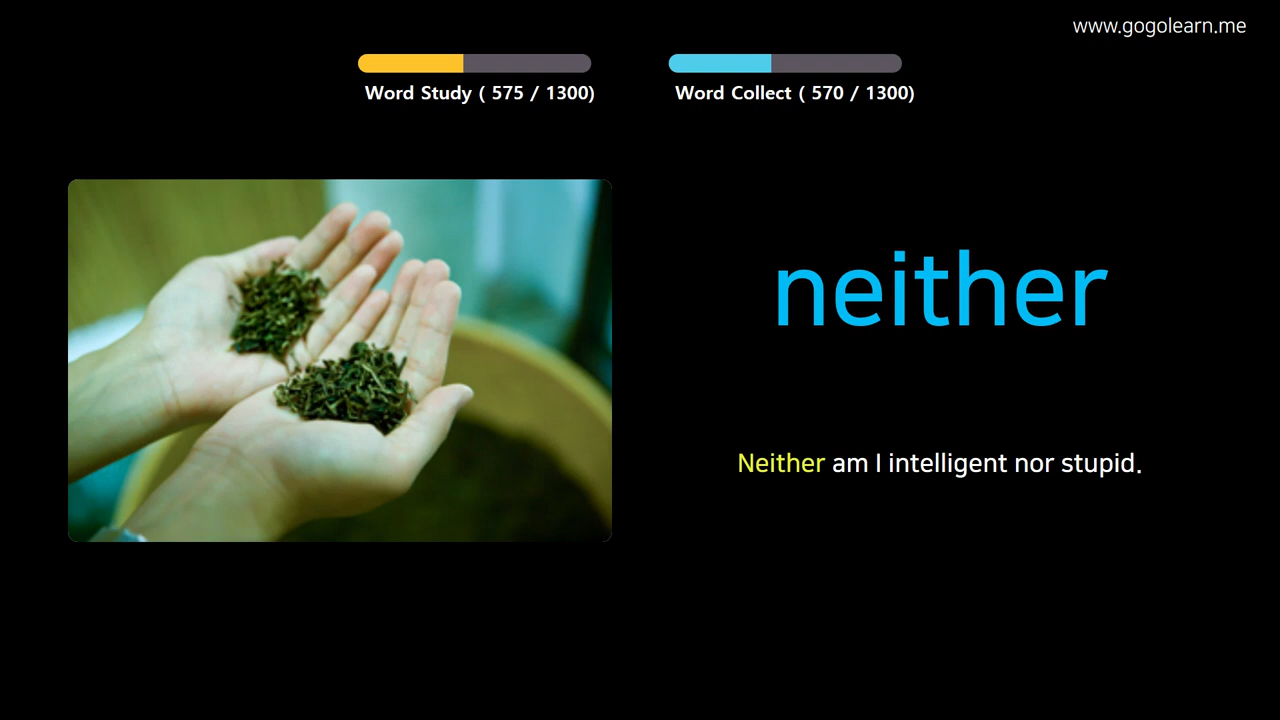 www.gogolearn.me
Word Study ( 575 / 1300)
Word Collect ( 570 / 1300)
neither
Neither am I intelligent nor stupid.